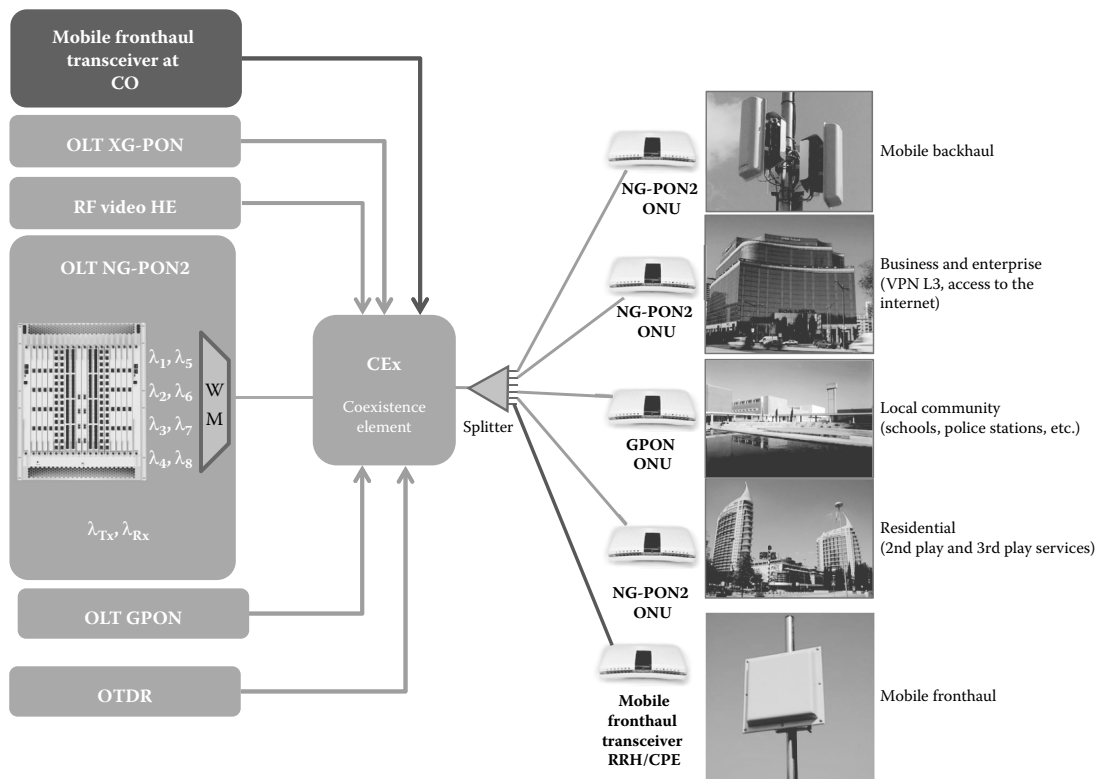 Mobile fronthaul
transceiver at
CO
OLT XG-PON
RF video HE
OLT NG-PON2
λ1, λ5
λ2, λ6
λ3, λ7
λ4, λ8
W
M
λTx, λRx
OLT GPON
OTDR
CEx
Coexistence
element
Splitter
NG-PON2
ONU
NG-PON2
ONU
GPON
ONU
NG-PON2
ONU
Mobile
fronthaul
transceiver
RRH/CPE
Mobile backhaul
Business and enterprise
(VPN L3, access to the
internet)
Local community
(schools, police stations, etc.)
Residential
(2nd play and 3rd play services)
Mobile fronthaul